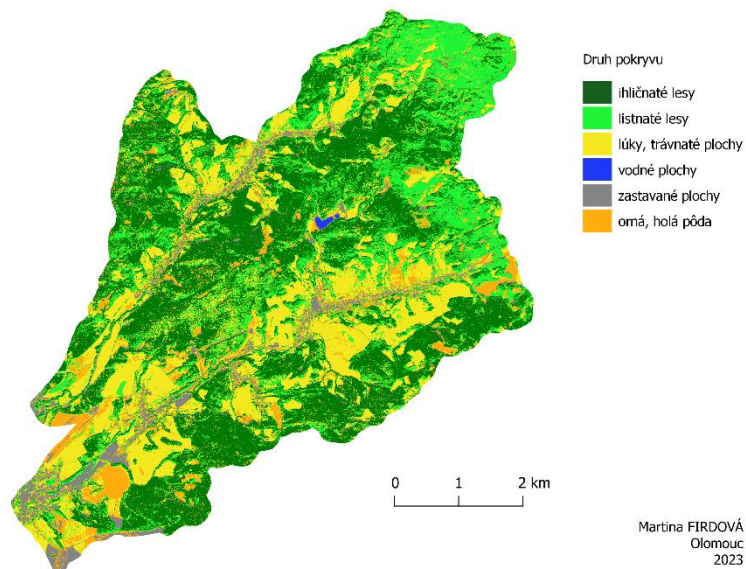 Druh pokryvu
ihličnaté lesy
listnaté lesy
lúky, trávnaté plochy
vodné plochy
zastavané plochy
orná, holá pôda
0 1 2 km
Martina FIRDOVÁ
Olomouc
2023